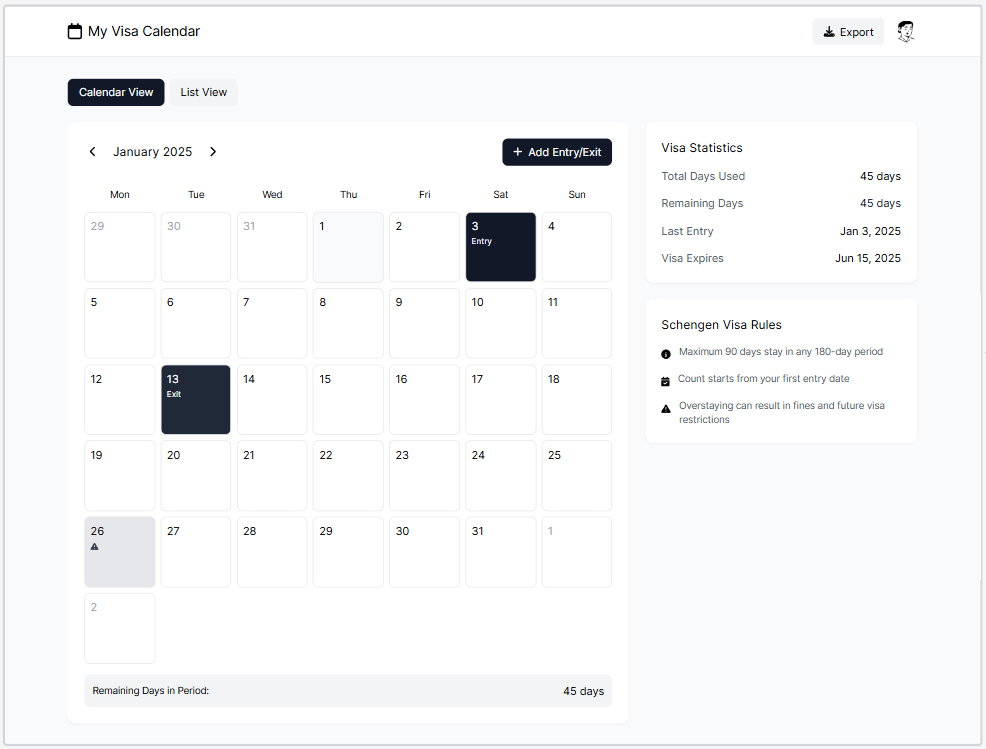 My Visa Calendar
Export
Calendar View
List View
January 2025
+ Add Entry/Exit
Mon Tue Wed Thu Fri Sat Sun
29 30 31 1 2 3 4
Entry
5 6 7 8 9 10 11
12 13 14 15 16 17 18
Exit
19 20 21 22 23 24 25
26 27 28 29 30 31 1
2
Remaining Days in Period: 45 days
Visa Statistics
Total Days Used 45 days
Remaining Days 45 days
Last Entry Jan 3, 2025
Visa Expires Jun 15, 2025
Schengen Visa Rules
Maximum 90 days stay in any 180-day period
Count starts from your first entry date
Overstaying can result in fines and future visa
restrictions